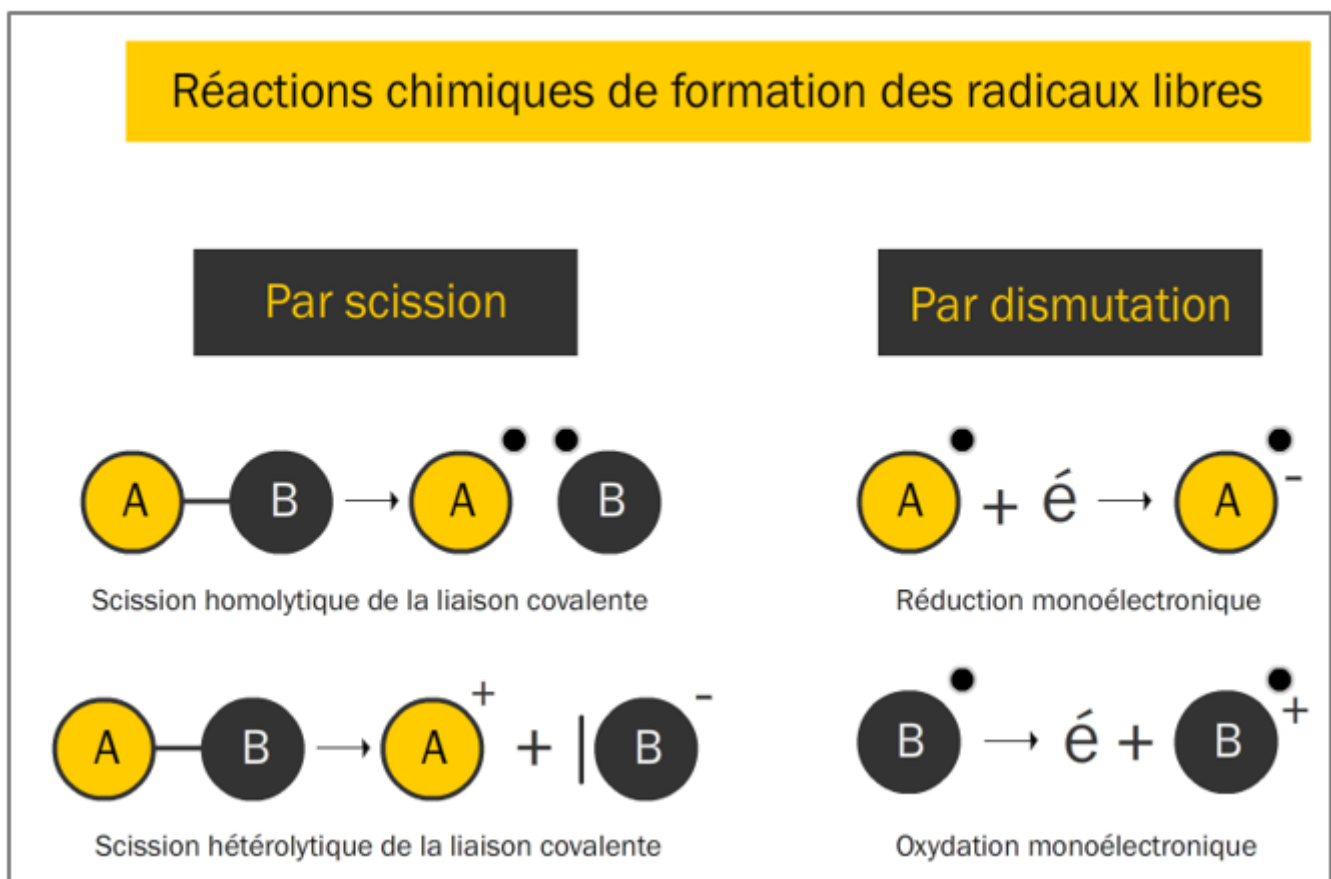 Réactions chimiques de formation des radicaux libres
Par scission
A B → A• •B
Scission homolytique de la liaison covalente
A B → A+ + |B-
Scission hétérolytique de la liaison covalente
Par dismutation
A• + é → A•-
Réduction monoélectronique
B• → é + B•+
Oxydation monoélectronique